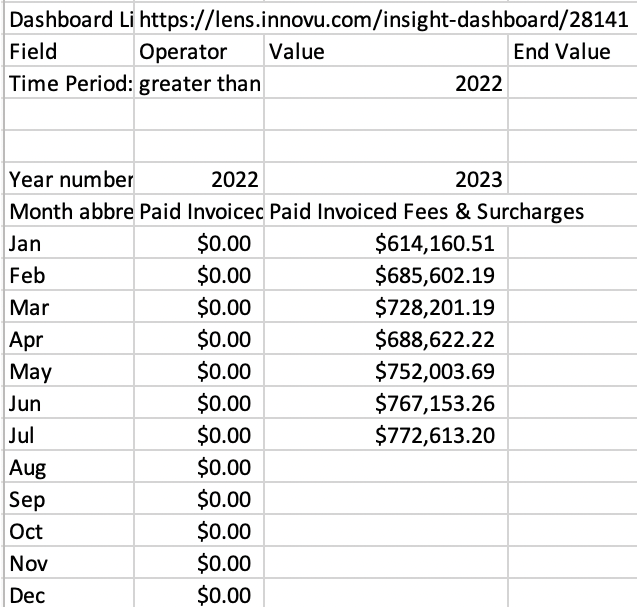 Dashboard Li https://lens.innovu.com/insight-dashboard/28141
Field Operator Value End Value
Time Period: greater than 2022
Year number 2022 2023
Month abbre Paid Invoiced Paid Invoiced Fees & Surcharges
Jan $0.00 $614,160.51
Feb $0.00 $685,602.19
Mar $0.00 $728,201.19
Apr $0.00 $688,622.22
May $0.00 $752,003.69
Jun $0.00 $767,153.26
Jul $0.00 $772,613.20
Aug $0.00
Sep $0.00
Oct $0.00
Nov $0.00
Dec $0.00